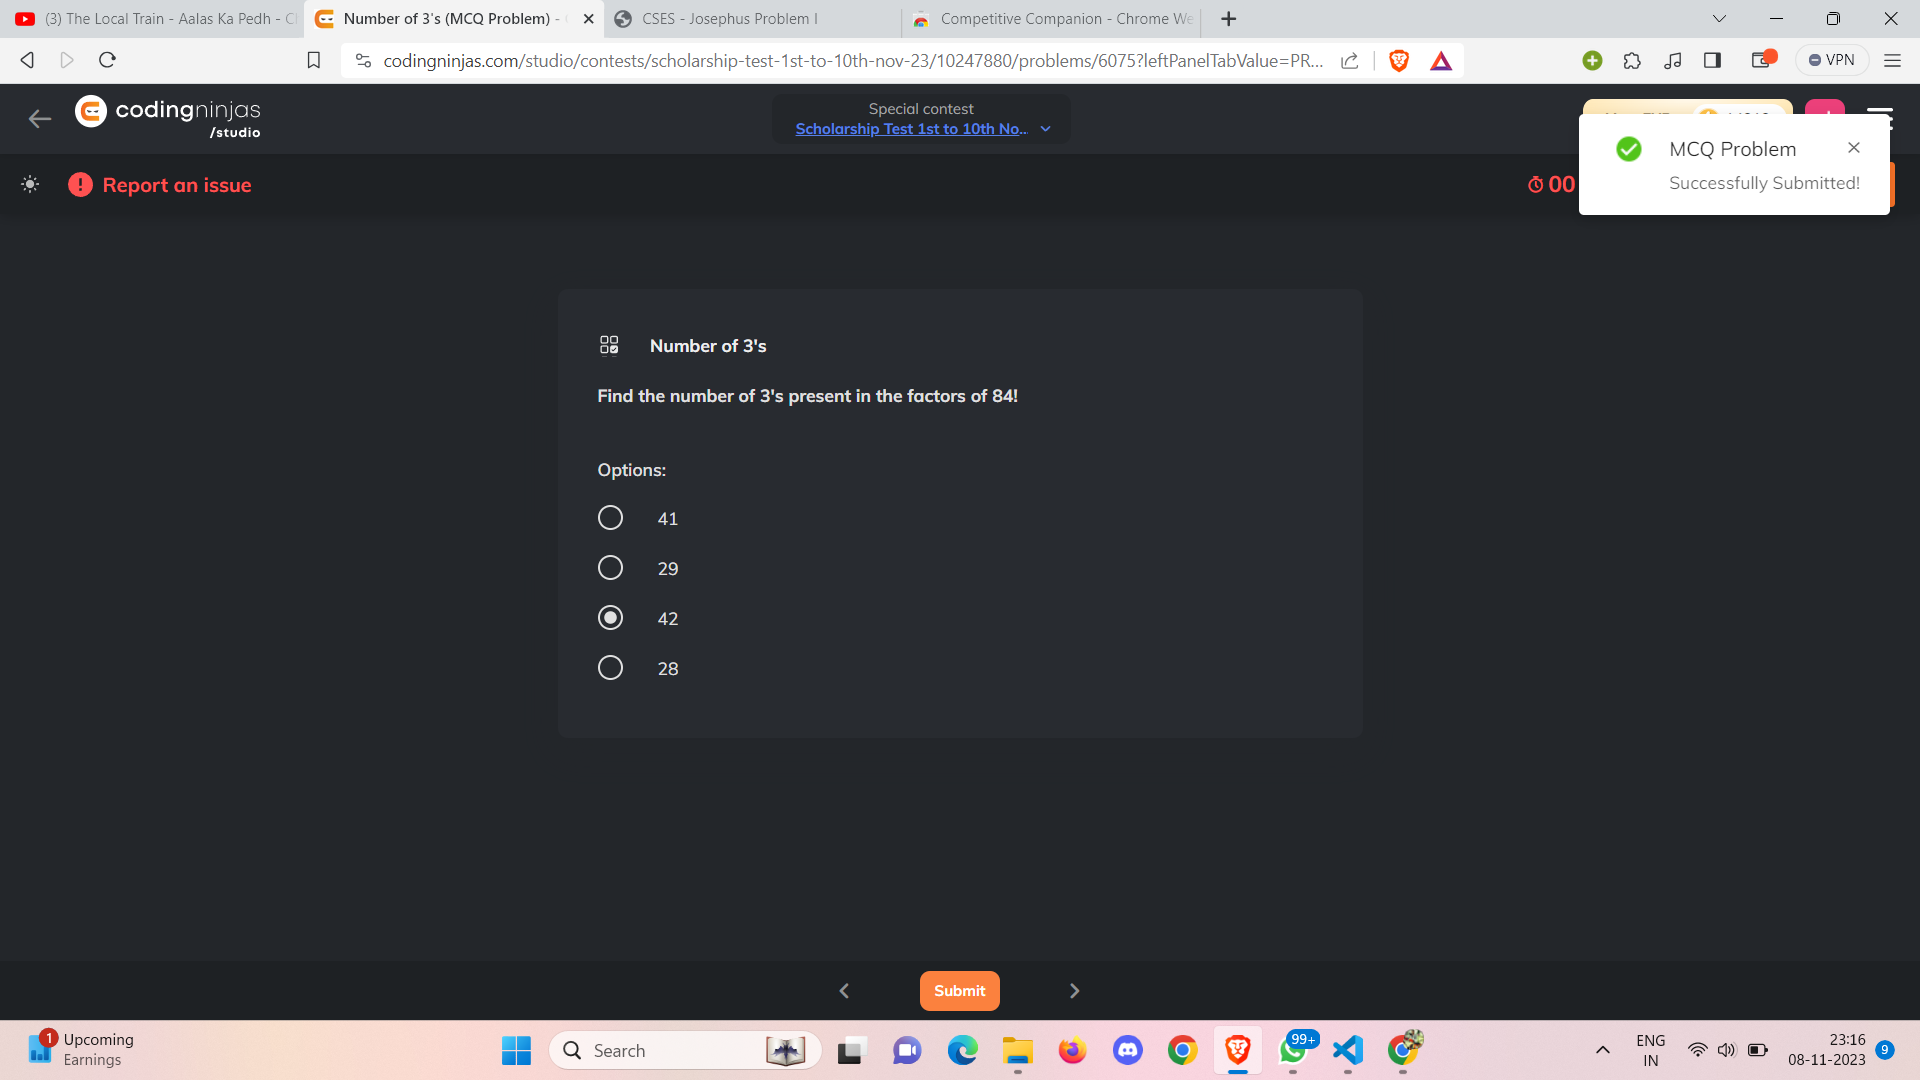 (3) The Local Train - Aalas Ka Pedh - C
Number of 3's (MCQ Problem) -
CSES - Josephus Problem I
Competitive Companion - Chrome We
codingninjas.com/studio/contests/scholarship-test-1st-to-10th-nov-23/10247880/problems/6075?leftPanelTabValue=PR...
VPN
codingninjas
/studio
Special contest
Scholarship Test 1st to 10th No...
Report an issue
00
MCQ Problem
Successfully Submitted!
Number of 3's
Find the number of 3's present in the factors of 84!
Options:
41
29
42
28
Submit
1
Upcoming
Earnings
Search
99+
ENG
IN
23:16
08-11-2023
9